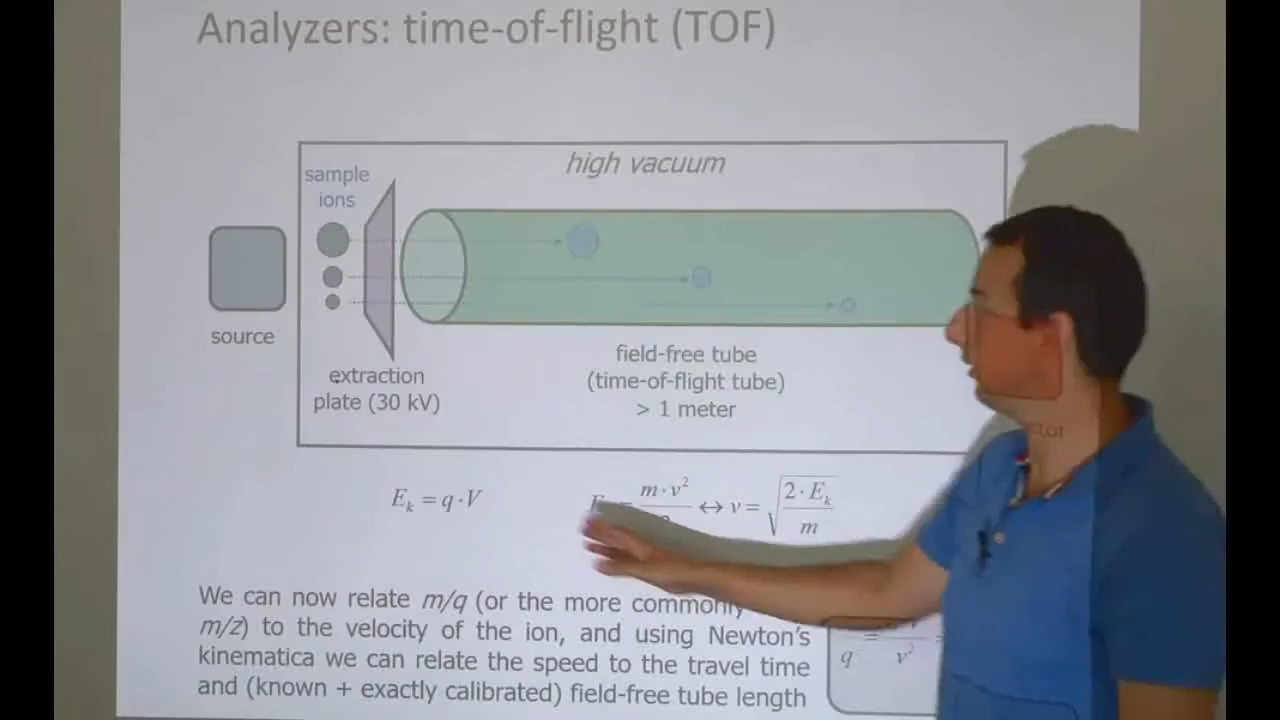 Analyzers: time-of-flight (TOF)
high vacuum
sample
ions
source
extraction
plate (30 kV)
field-free tube
(time-of-flight tube)
> 1 meter
E_k = q · V
m · v² ↔ v = √(2 · E_k / m)
We can now relate m/q (or the more commonly
m/z) to the velocity of the ion, and using Newton's
kinematica we can relate the speed to the travel time
and (known + exactly calibrated) field-free tube length
q = v² =